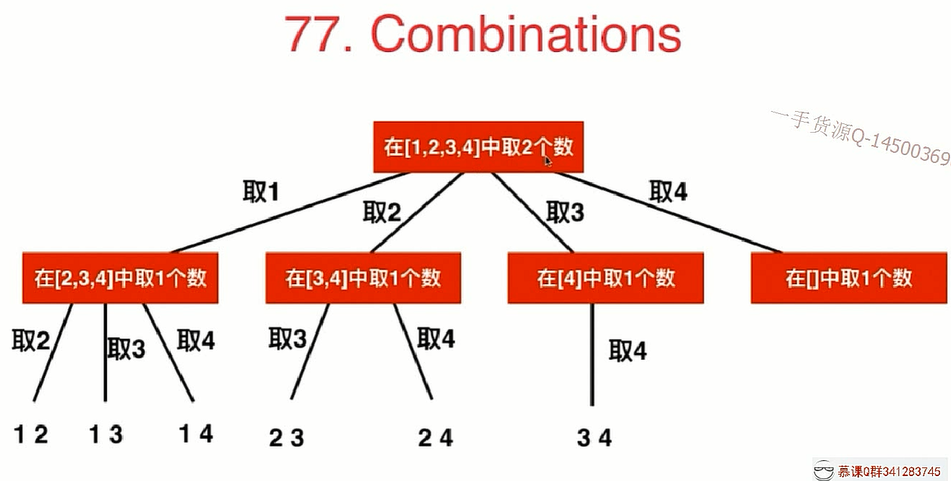 77. Combinations
一手货源Q-14500369
在[1,2,3,4]中取2个数
取1
取2
取3
取4
在[2,3,4]中取1个数
在[3,4]中取1个数
在[4]中取1个数
在[]中取1个数
取2
取3
取4
取3
取4
取4
1 2
1 3
1 4
2 3
2 4
3 4
慕课Q群341283745